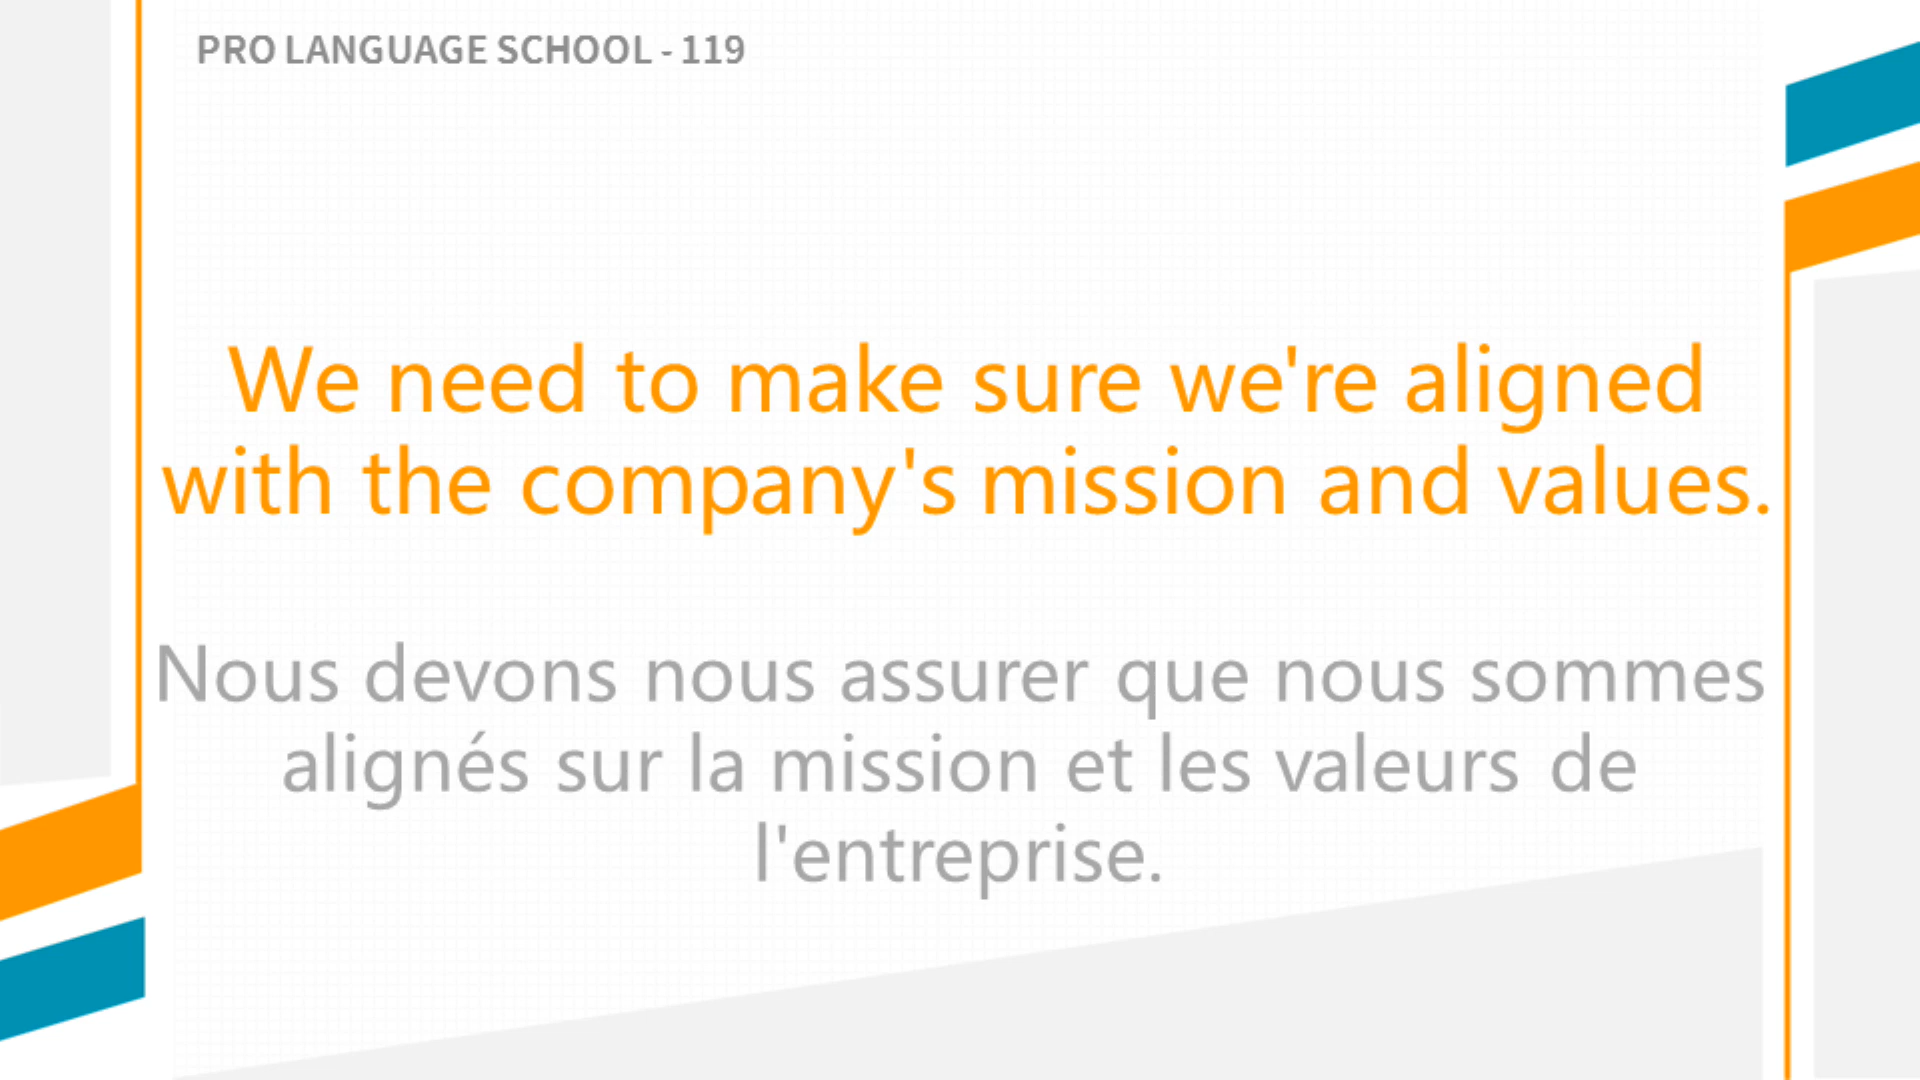 PRO LANGUAGE SCHOOL - 119
We need to make sure we're aligned
with the company's mission and values.
Nous devons nous assurer que nous sommes
alignés sur la mission et les valeurs de
l'entreprise.